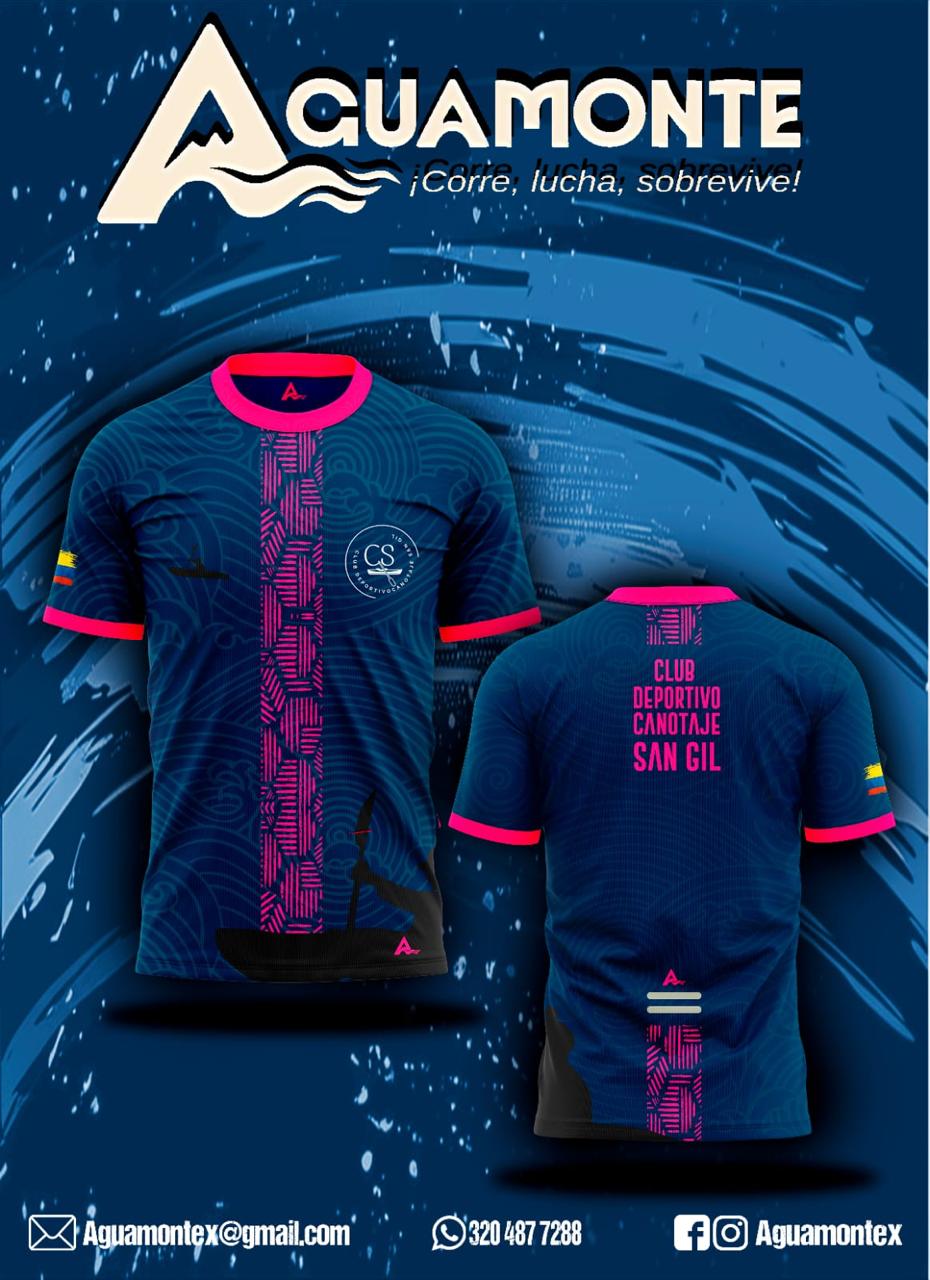 AGUAMONTE
¡Corre, lucha, sobrevive!
CS
CLUB DEPORTIVO CANOTAJE SAN GIL
CLUB
DEPORTIVO
CANOTAJE
SAN GIL
Aguamontex@gmail.com
320 487 7288
Aguamontex